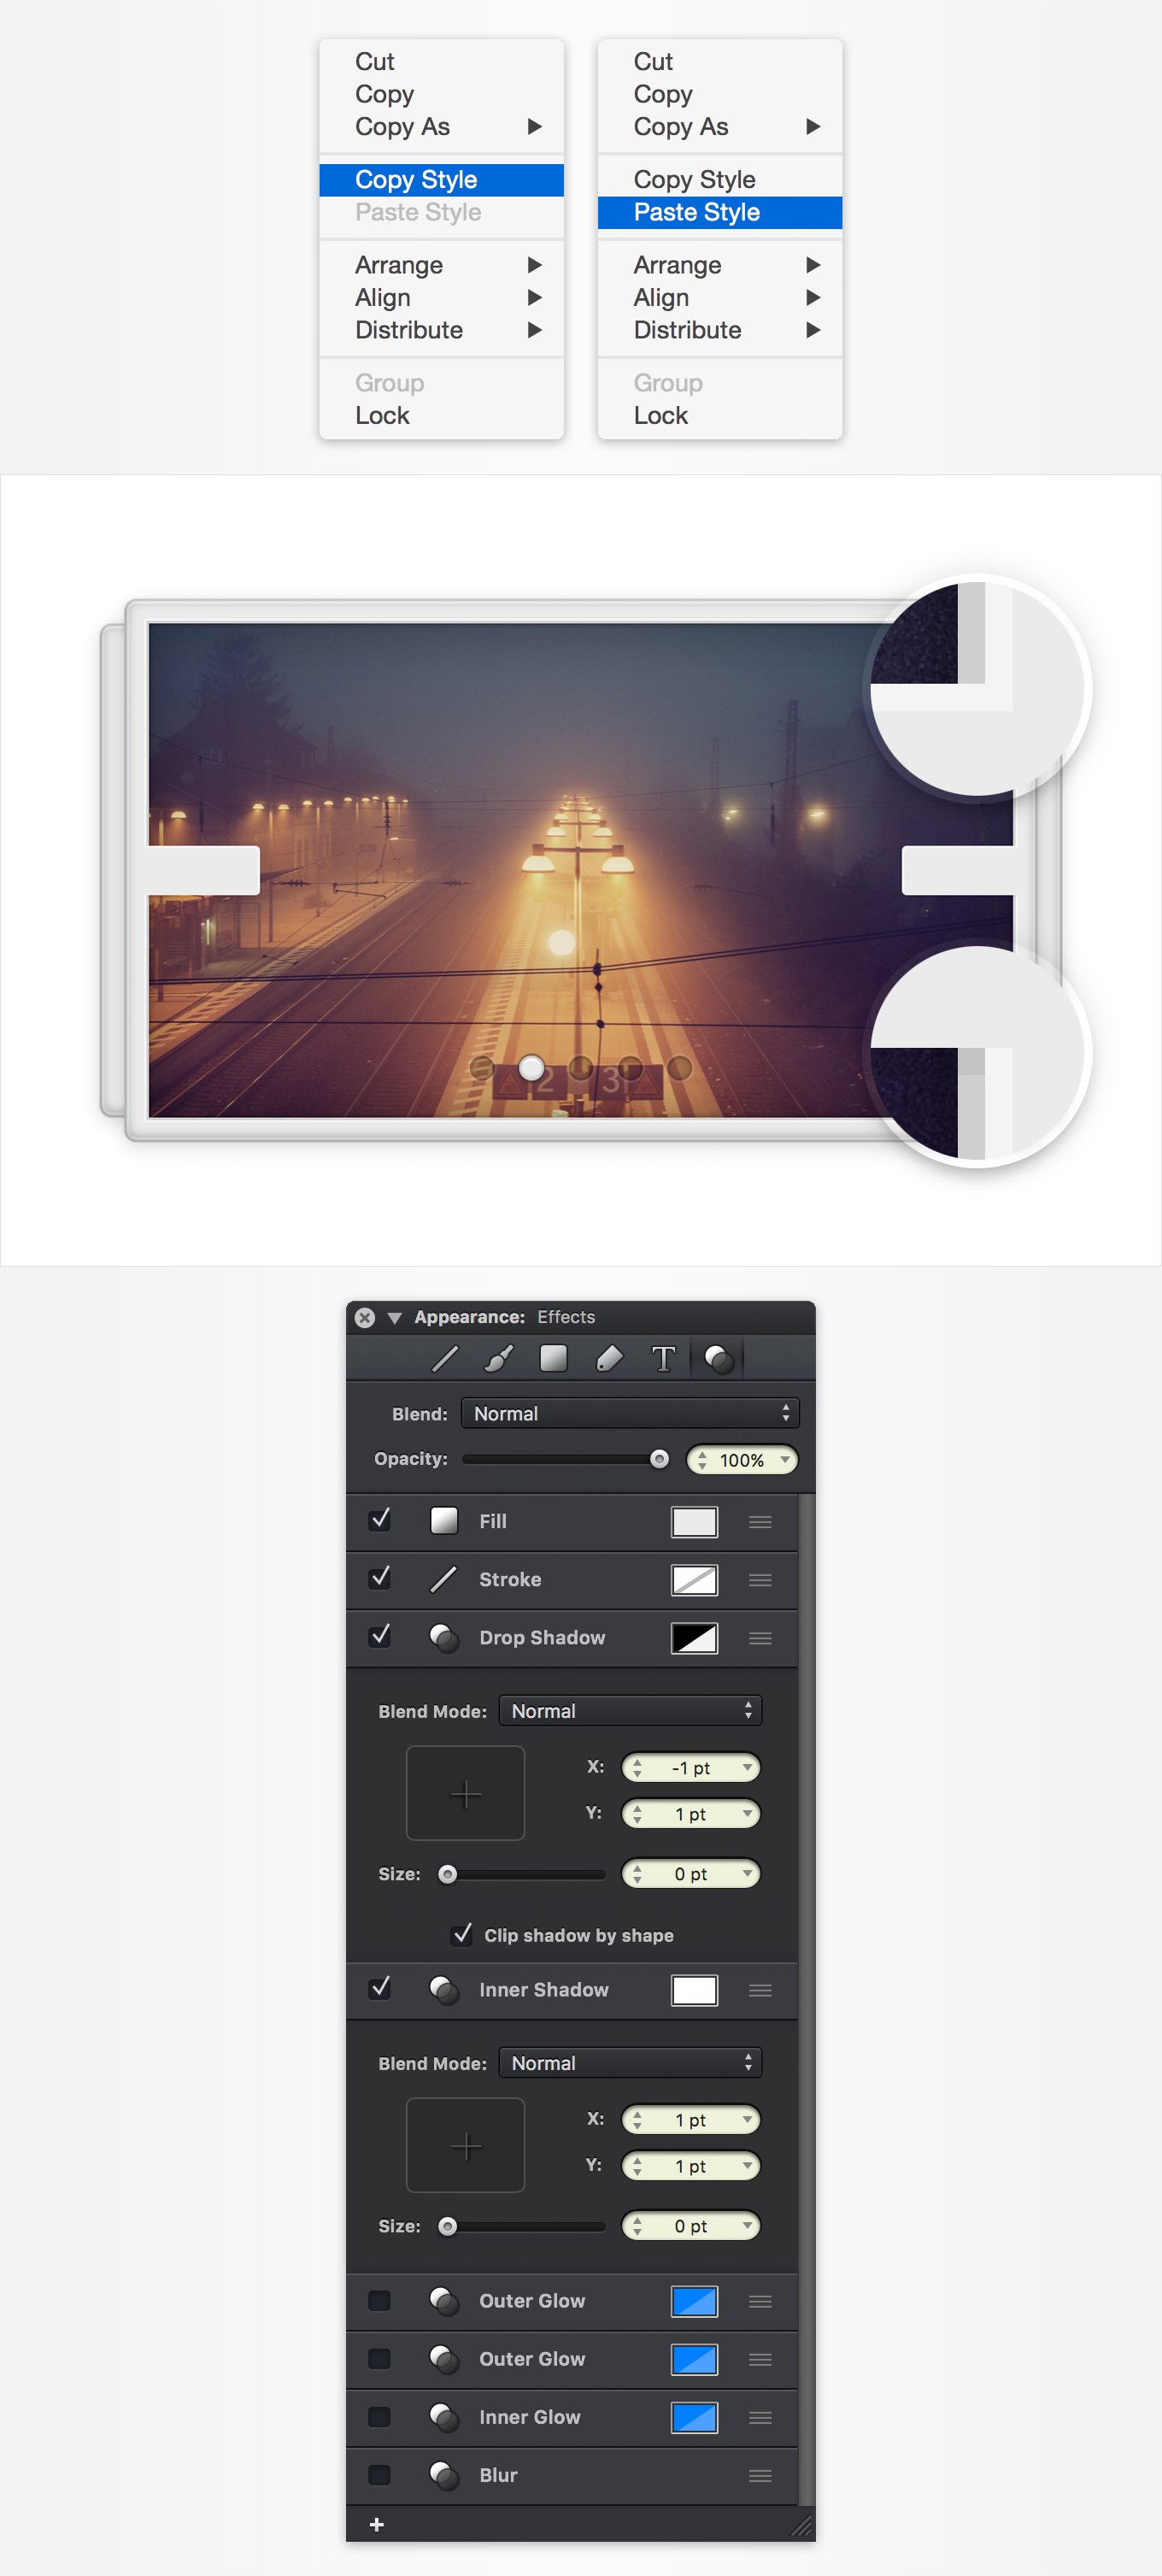 Cut
Copy
Copy As
Copy Style
Paste Style
Arrange
Align
Distribute
Group
Lock
Cut
Copy
Copy As
Copy Style
Paste Style
Arrange
Align
Distribute
Group
Lock
2 3
Appearance: Effects
T
Blend: Normal
Opacity: 100%
Fill
Stroke
Drop Shadow
Blend Mode: Normal
X: -1 pt
Y: 1 pt
Size: 0 pt
Clip shadow by shape
Inner Shadow
Blend Mode: Normal
X: 1 pt
Y: 1 pt
Size: 0 pt
Outer Glow
Outer Glow
Inner Glow
Blur